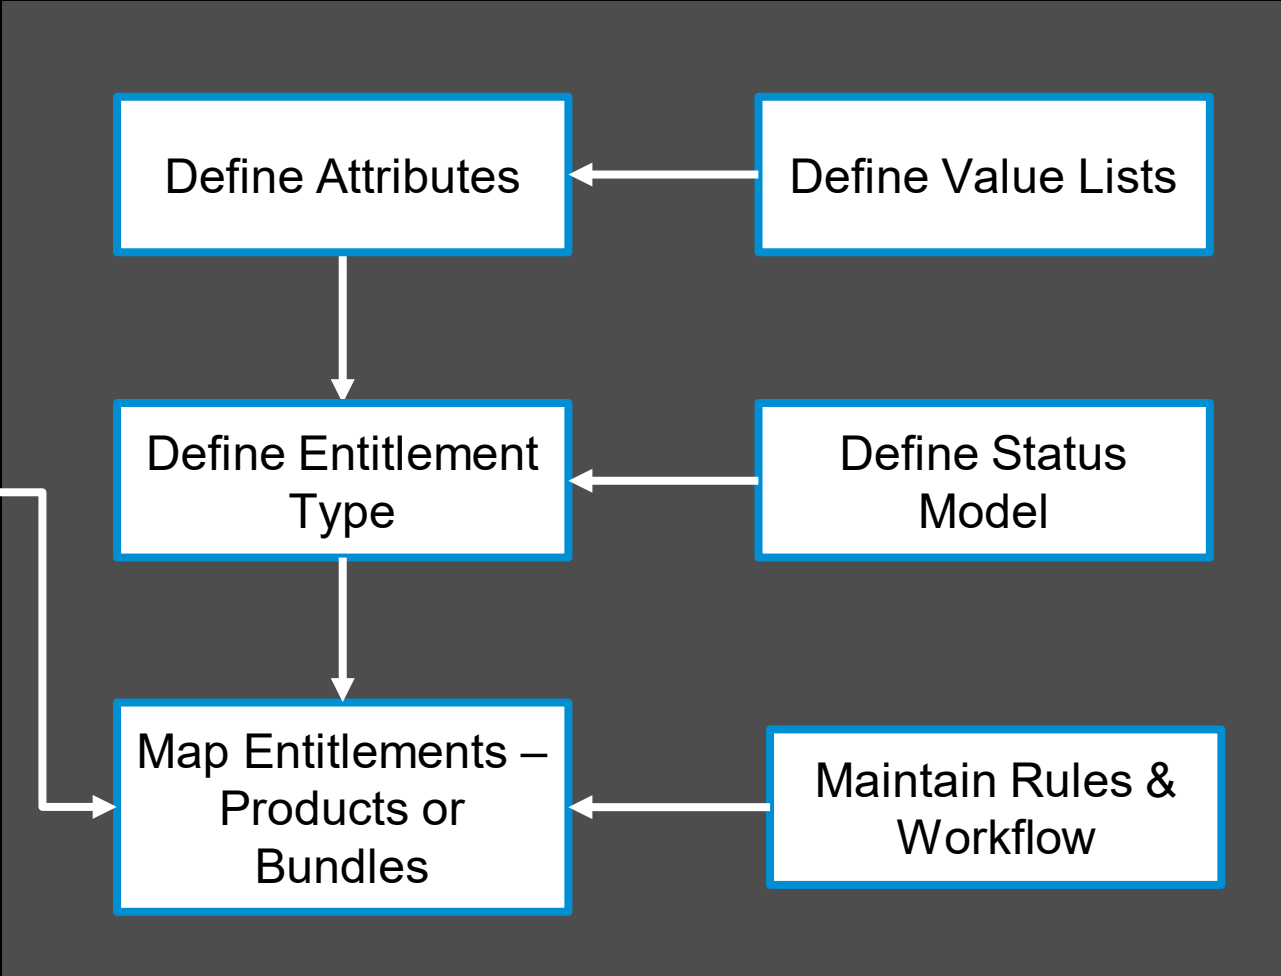 Define Attributes
Define Value Lists
Define Entitlement
Type
Define Status
Model
Map Entitlements –
Products or
Bundles
Maintain Rules &
Workflow